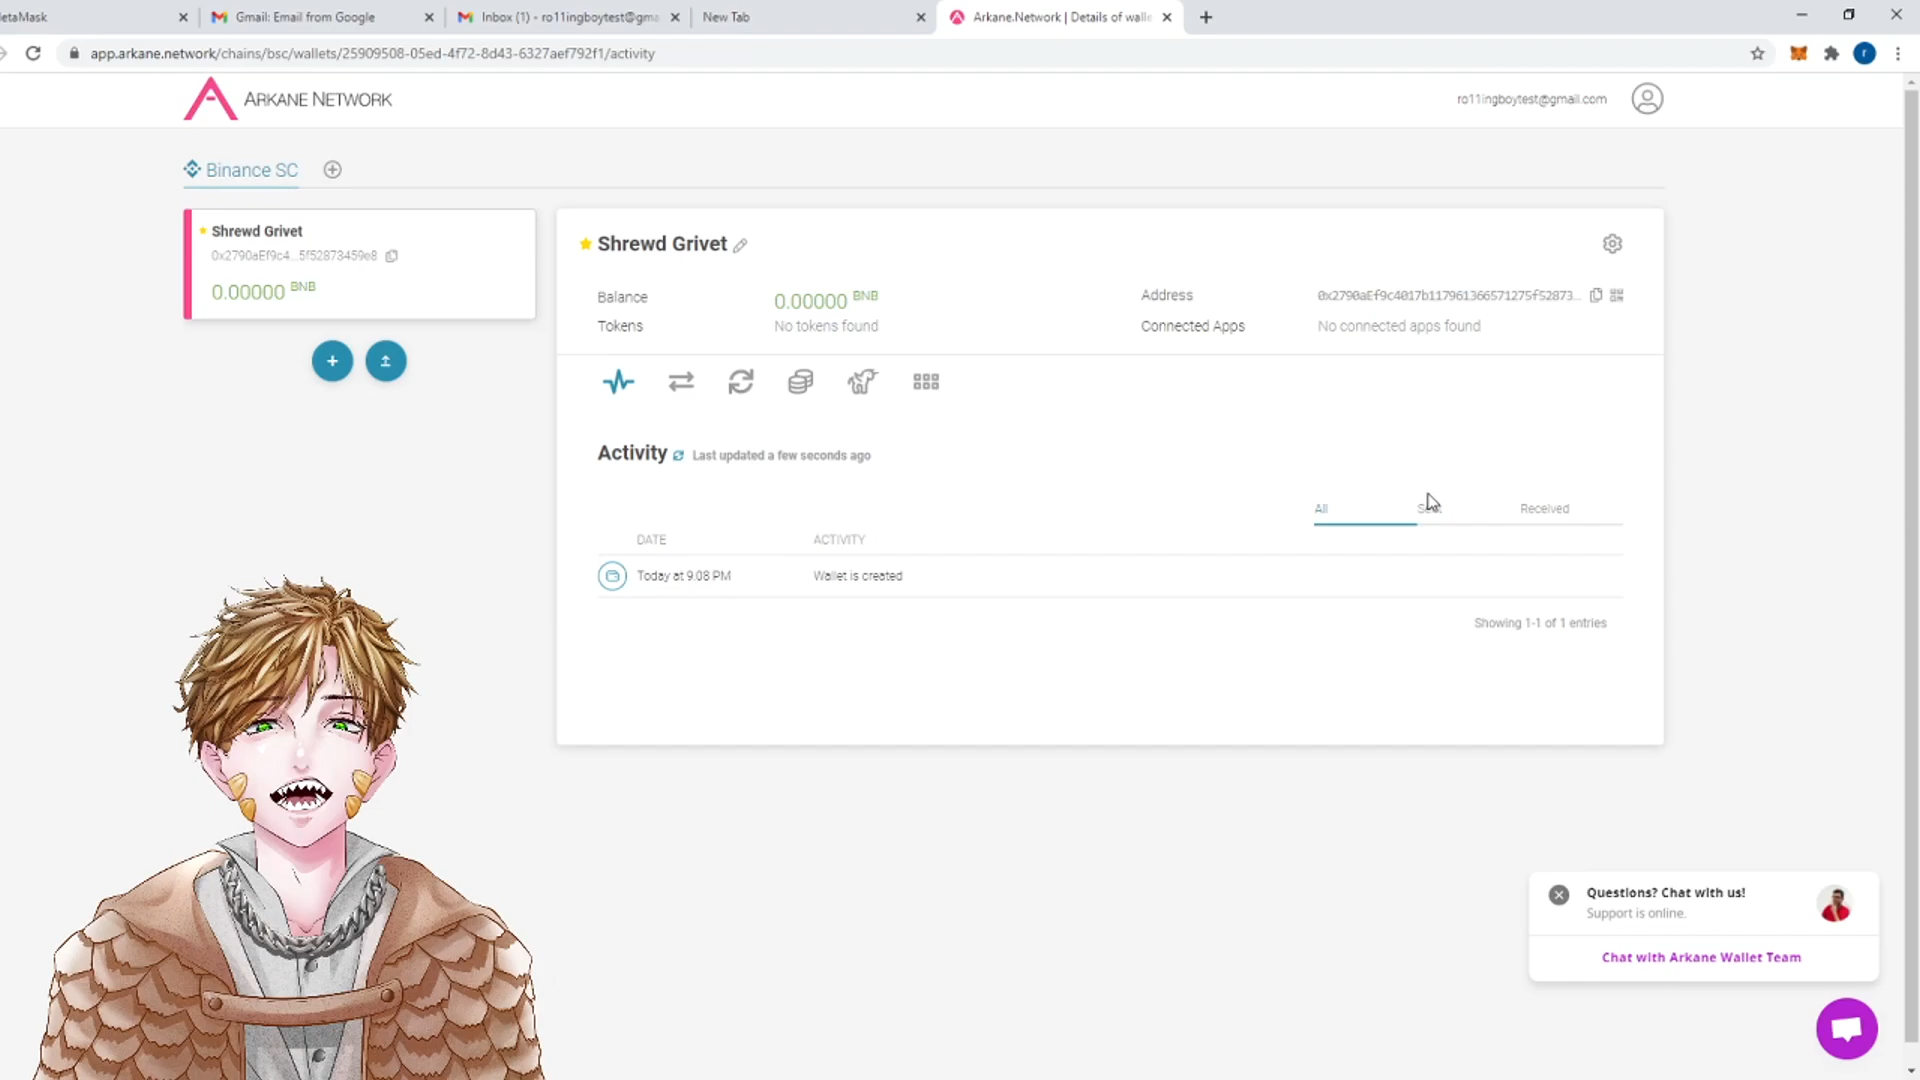 etaMask
Gmail: Email from Google
Inbox (1) - ro11ingboytest@gma
New Tab
Arkane.Network | Details of walle
app.arkane.network/chains/bsc/wallets/25909508-05ed-4f72-8d43-6327aef792f1/activity
r
ARKANE NETWORK
ro11ingboytest@gmail.com
Binance SC
Shrewd Grivet
0x2790aEf9c4...5f52873459e8
0.00000 BNB
Shrewd Grivet
Balance
0.00000 BNB
Address
0x2790aEf9c4017b117961366571275f52873...
Tokens
No tokens found
Connected Apps
No connected apps found
Activity
Last updated a few seconds ago
All
Received
DATE
ACTIVITY
Today at 9:08 PM
Wallet is created
Showing 1-1 of 1 entries
Questions? Chat with us!
Support is online.
Chat with Arkane Wallet Team